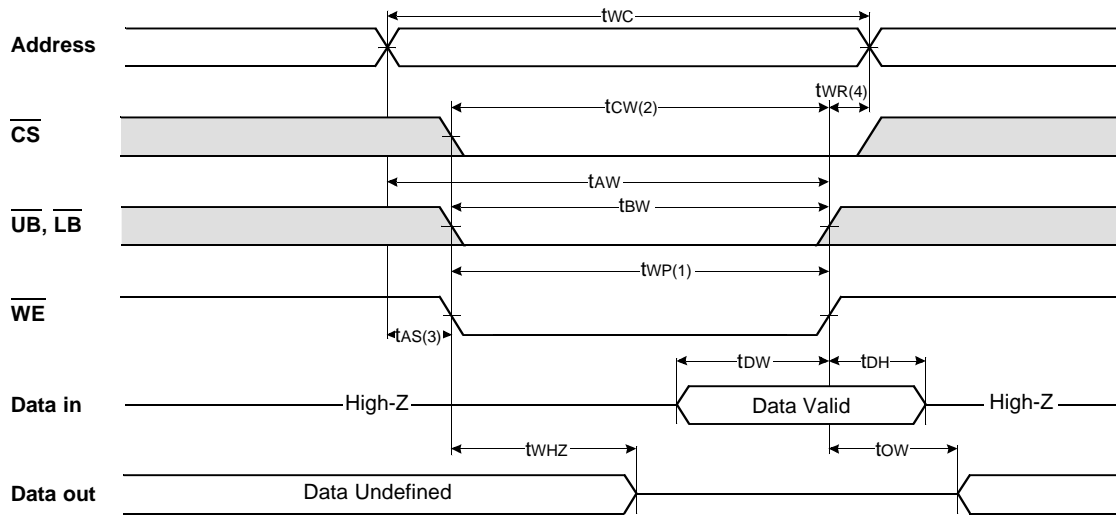 tWC
Address
tCW(2) tWR(4)
CS
tAW
UB, LB tBW
tWP(1)
WE
tAS(3)
tDW tDH
Data in High-Z Data Valid High-Z
tWHZ tOW
Data out Data Undefined